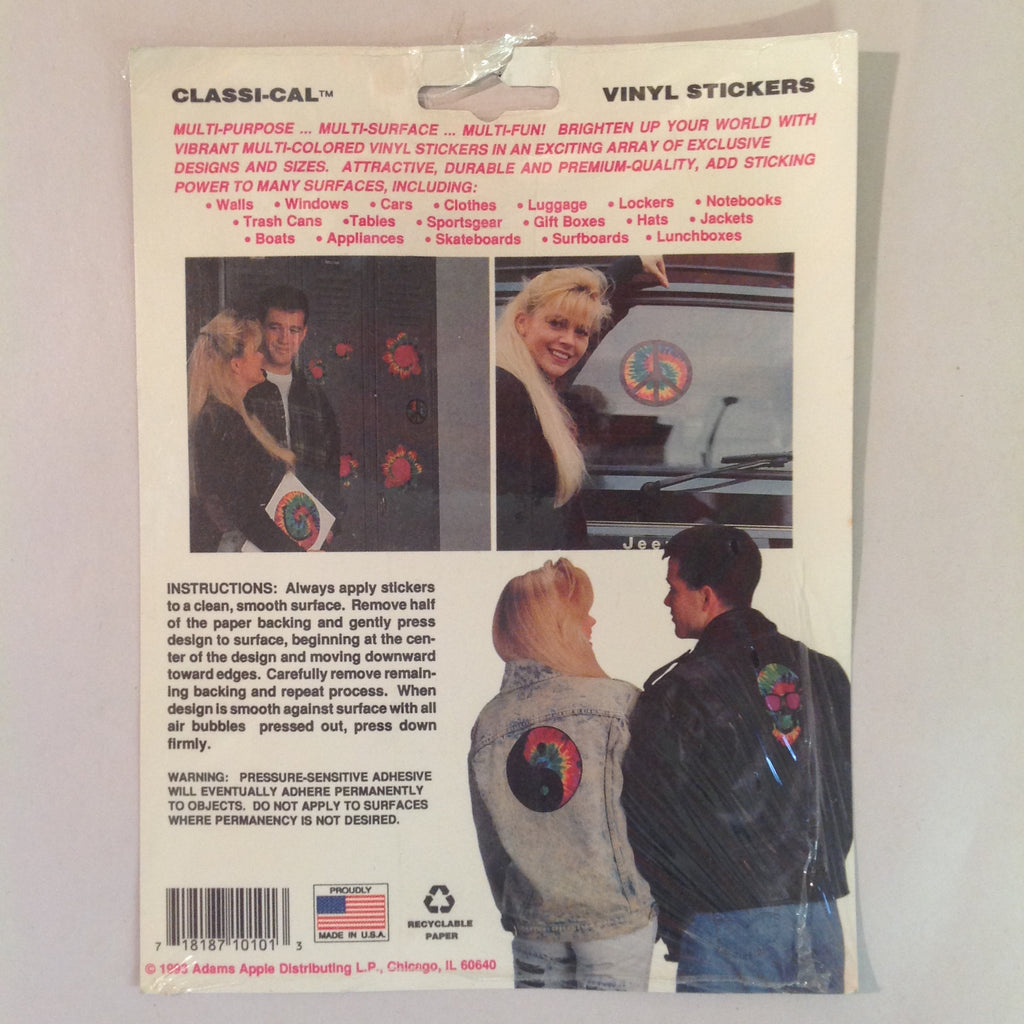 CLASSI-CAL™ VINYL STICKERS
MULTI-PURPOSE ... MULTI-SURFACE ... MULTI-FUN! BRIGHTEN UP YOUR WORLD WITH
VIBRANT MULTI-COLORED VINYL STICKERS IN AN EXCITING ARRAY OF EXCLUSIVE
DESIGNS AND SIZES. ATTRACTIVE, DURABLE AND PREMIUM-QUALITY, ADD STICKING
POWER TO MANY SURFACES, INCLUDING:
• Walls • Windows • Cars • Clothes • Luggage • Lockers • Notebooks
• Trash Cans •Tables • Sportsgear • Gift Boxes • Hats • Jackets
• Boats • Appliances • Skateboards • Surfboards • Lunchboxes
Jee
INSTRUCTIONS: Always apply stickers
to a clean, smooth surface. Remove half
of the paper backing and gently press
design to surface, beginning at the cen-
ter of the design and moving downward
toward edges. Carefully remove remain-
ing backing and repeat process. When
design is smooth against surface with all
air bubbles pressed out, press down
firmly.
WARNING: PRESSURE-SENSITIVE ADHESIVE
WILL EVENTUALLY ADHERE PERMANENTLY
TO OBJECTS. DO NOT APPLY TO SURFACES
WHERE PERMANENCY IS NOT DESIRED.
PROUDLY
MADE IN U.S.A.
RECYCLABLE
PAPER
7 18187 10101 3
© 1993 Adams Apple Distributing L.P., Chicago, IL 60640